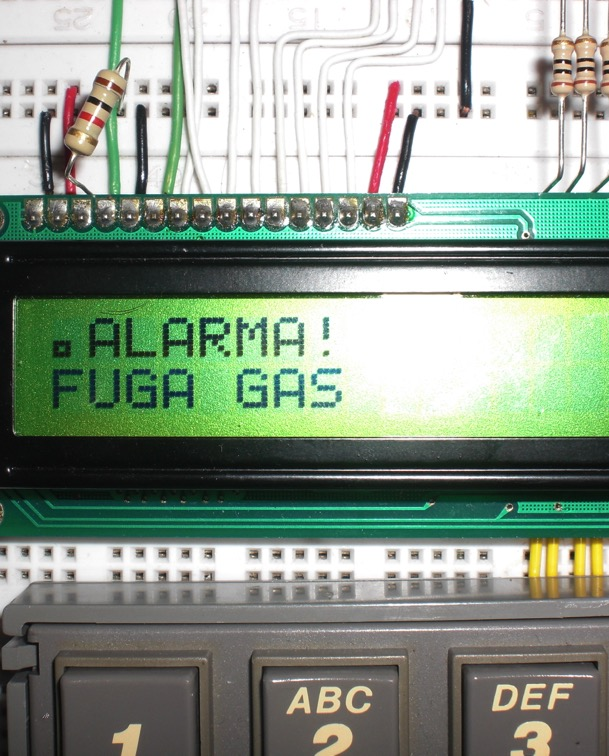 ▫ALARMA!
FUGA GAS
ABC DEF
1 2 3